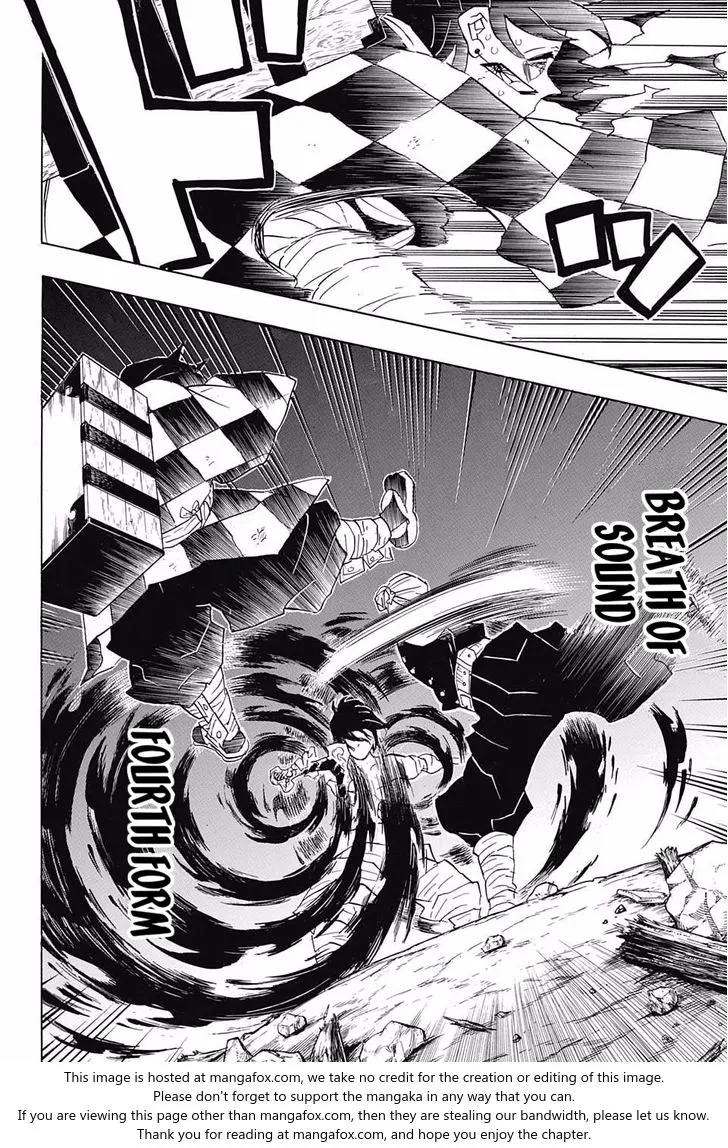 ド
BREATH OF
SOUND
FOURTH FORM
This image is hosted at mangafox.com, we take no credit for the creation or editing of this image.
Please don't forget to support the mangaka in any way that you can.
If you are viewing this page other than mangafox.com, then they are stealing our bandwidth, please let us know.
Thank you for reading at mangafox.com, and hope you enjoy the chapter.